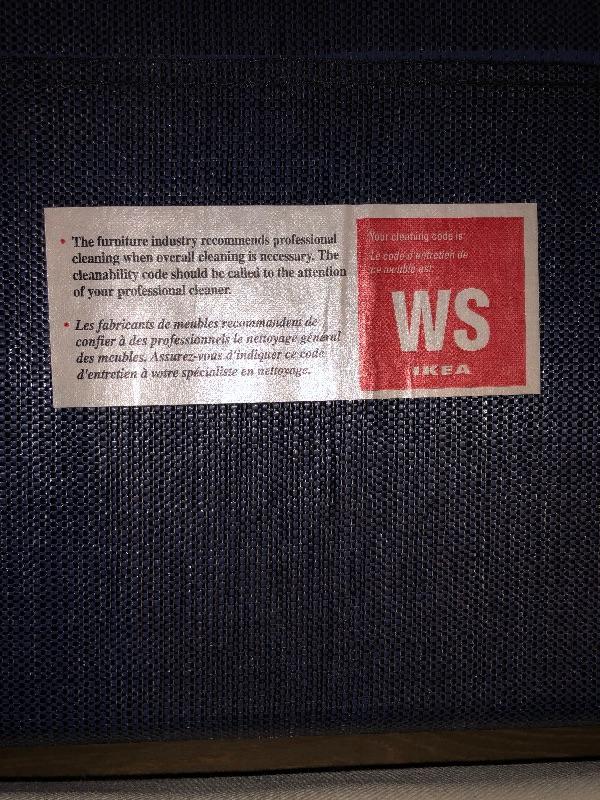 • The furniture industry recommends professional
cleaning when overall cleaning is necessary. The
cleanability code should be called to the attention
of your professional cleaner.
• Les fabricants de meubles recommandent de
confier à des professionnels le nettoyage général
des meubles. Assurez-vous d'indiquer ce code
d'entretien à votre spécialiste en nettoyage.
Your cleaning code is:
Le code d'entretien de
ce meuble est:
WS
IKEA